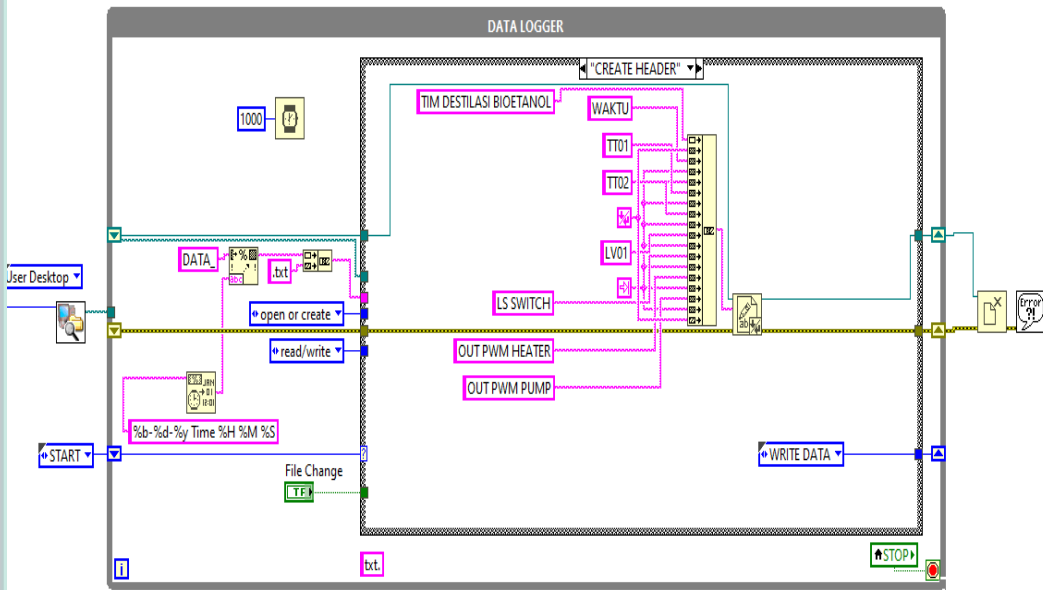 DATA LOGGER
"CREATE HEADER"
1000
TIM DESTILASI BIOETANOL
WAKTU
TT01
TT02
LV01
LS SWITCH
OUT PWM HEATER
OUT PWM PUMP
User Desktop
DATA_
.txt
open or create
read/write
%b-%d-%y Time %H %M %S
START
File Change
TF
WRITE DATA
STOP
i
txt.
Error
?!